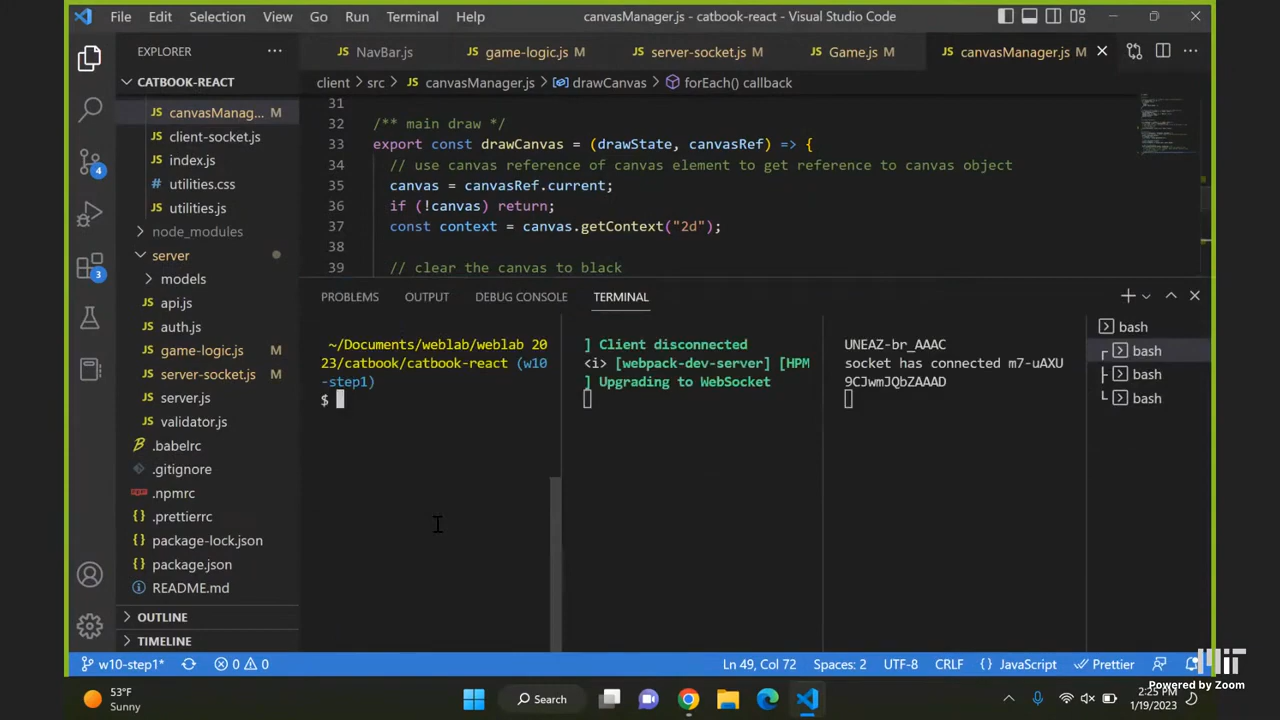 File Edit Selection View Go Run Terminal Help canvasManager.js - catbook-react - Visual Studio Code
EXPLORER
NavBar.js
JS game-logic.js M
JS server-socket.js M
JS Game.js M
JS canvasManager.js M
CATBOOK-REACT
client > src > JS canvasManager.js > drawCanvas > forEach() callback
JS canvasManag... M
JS client-socket.js
JS index.js
# utilities.css
JS utilities.js
node_modules
server
models
JS api.js
JS auth.js
JS game-logic.js M
JS server-socket.js M
JS server.js
JS validator.js
.babelrc
.gitignore
.npmrc
.prettierrc
{} package-lock.json
{} package.json
README.md
OUTLINE
TIMELINE
4
3
31
32 /** main draw */
33 export const drawCanvas = (drawState, canvasRef) => {
34 // use canvas reference of canvas element to get reference to canvas object
35 canvas = canvasRef.current;
36 if (!canvas) return;
37 const context = canvas.getContext("2d");
38
39 // clear the canvas to black
PROBLEMS OUTPUT DEBUG CONSOLE TERMINAL
~/Documents/weblab/weblab 20
23/catbook/catbook-react (w10
-step1)
$
] Client disconnected
<i> [webpack-dev-server] [HPM
] Upgrading to WebSocket
UNEAZ-br_AAAC
socket has connected m7-uAXU
9CJwmJQbZAAAD
bash
bash
bash
bash
w10-step1* 0 0 Ln 49, Col 72 Spaces: 2 UTF-8 CRLF {} JavaScript Prettier
MIT
Powered by Zoom
53°F
Sunny
Search
2:25 PM
1/19/2023